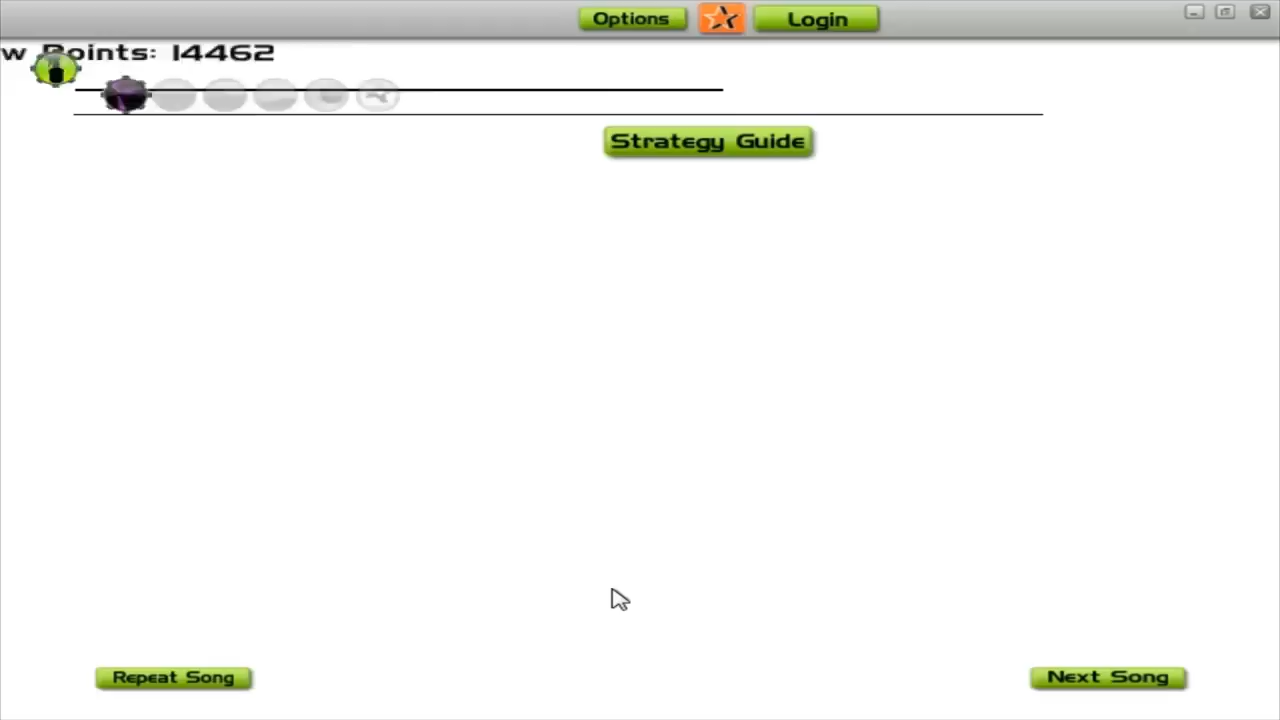 Options
Login
w Points: 14462
Strategy Guide
Repeat Song
Next Song